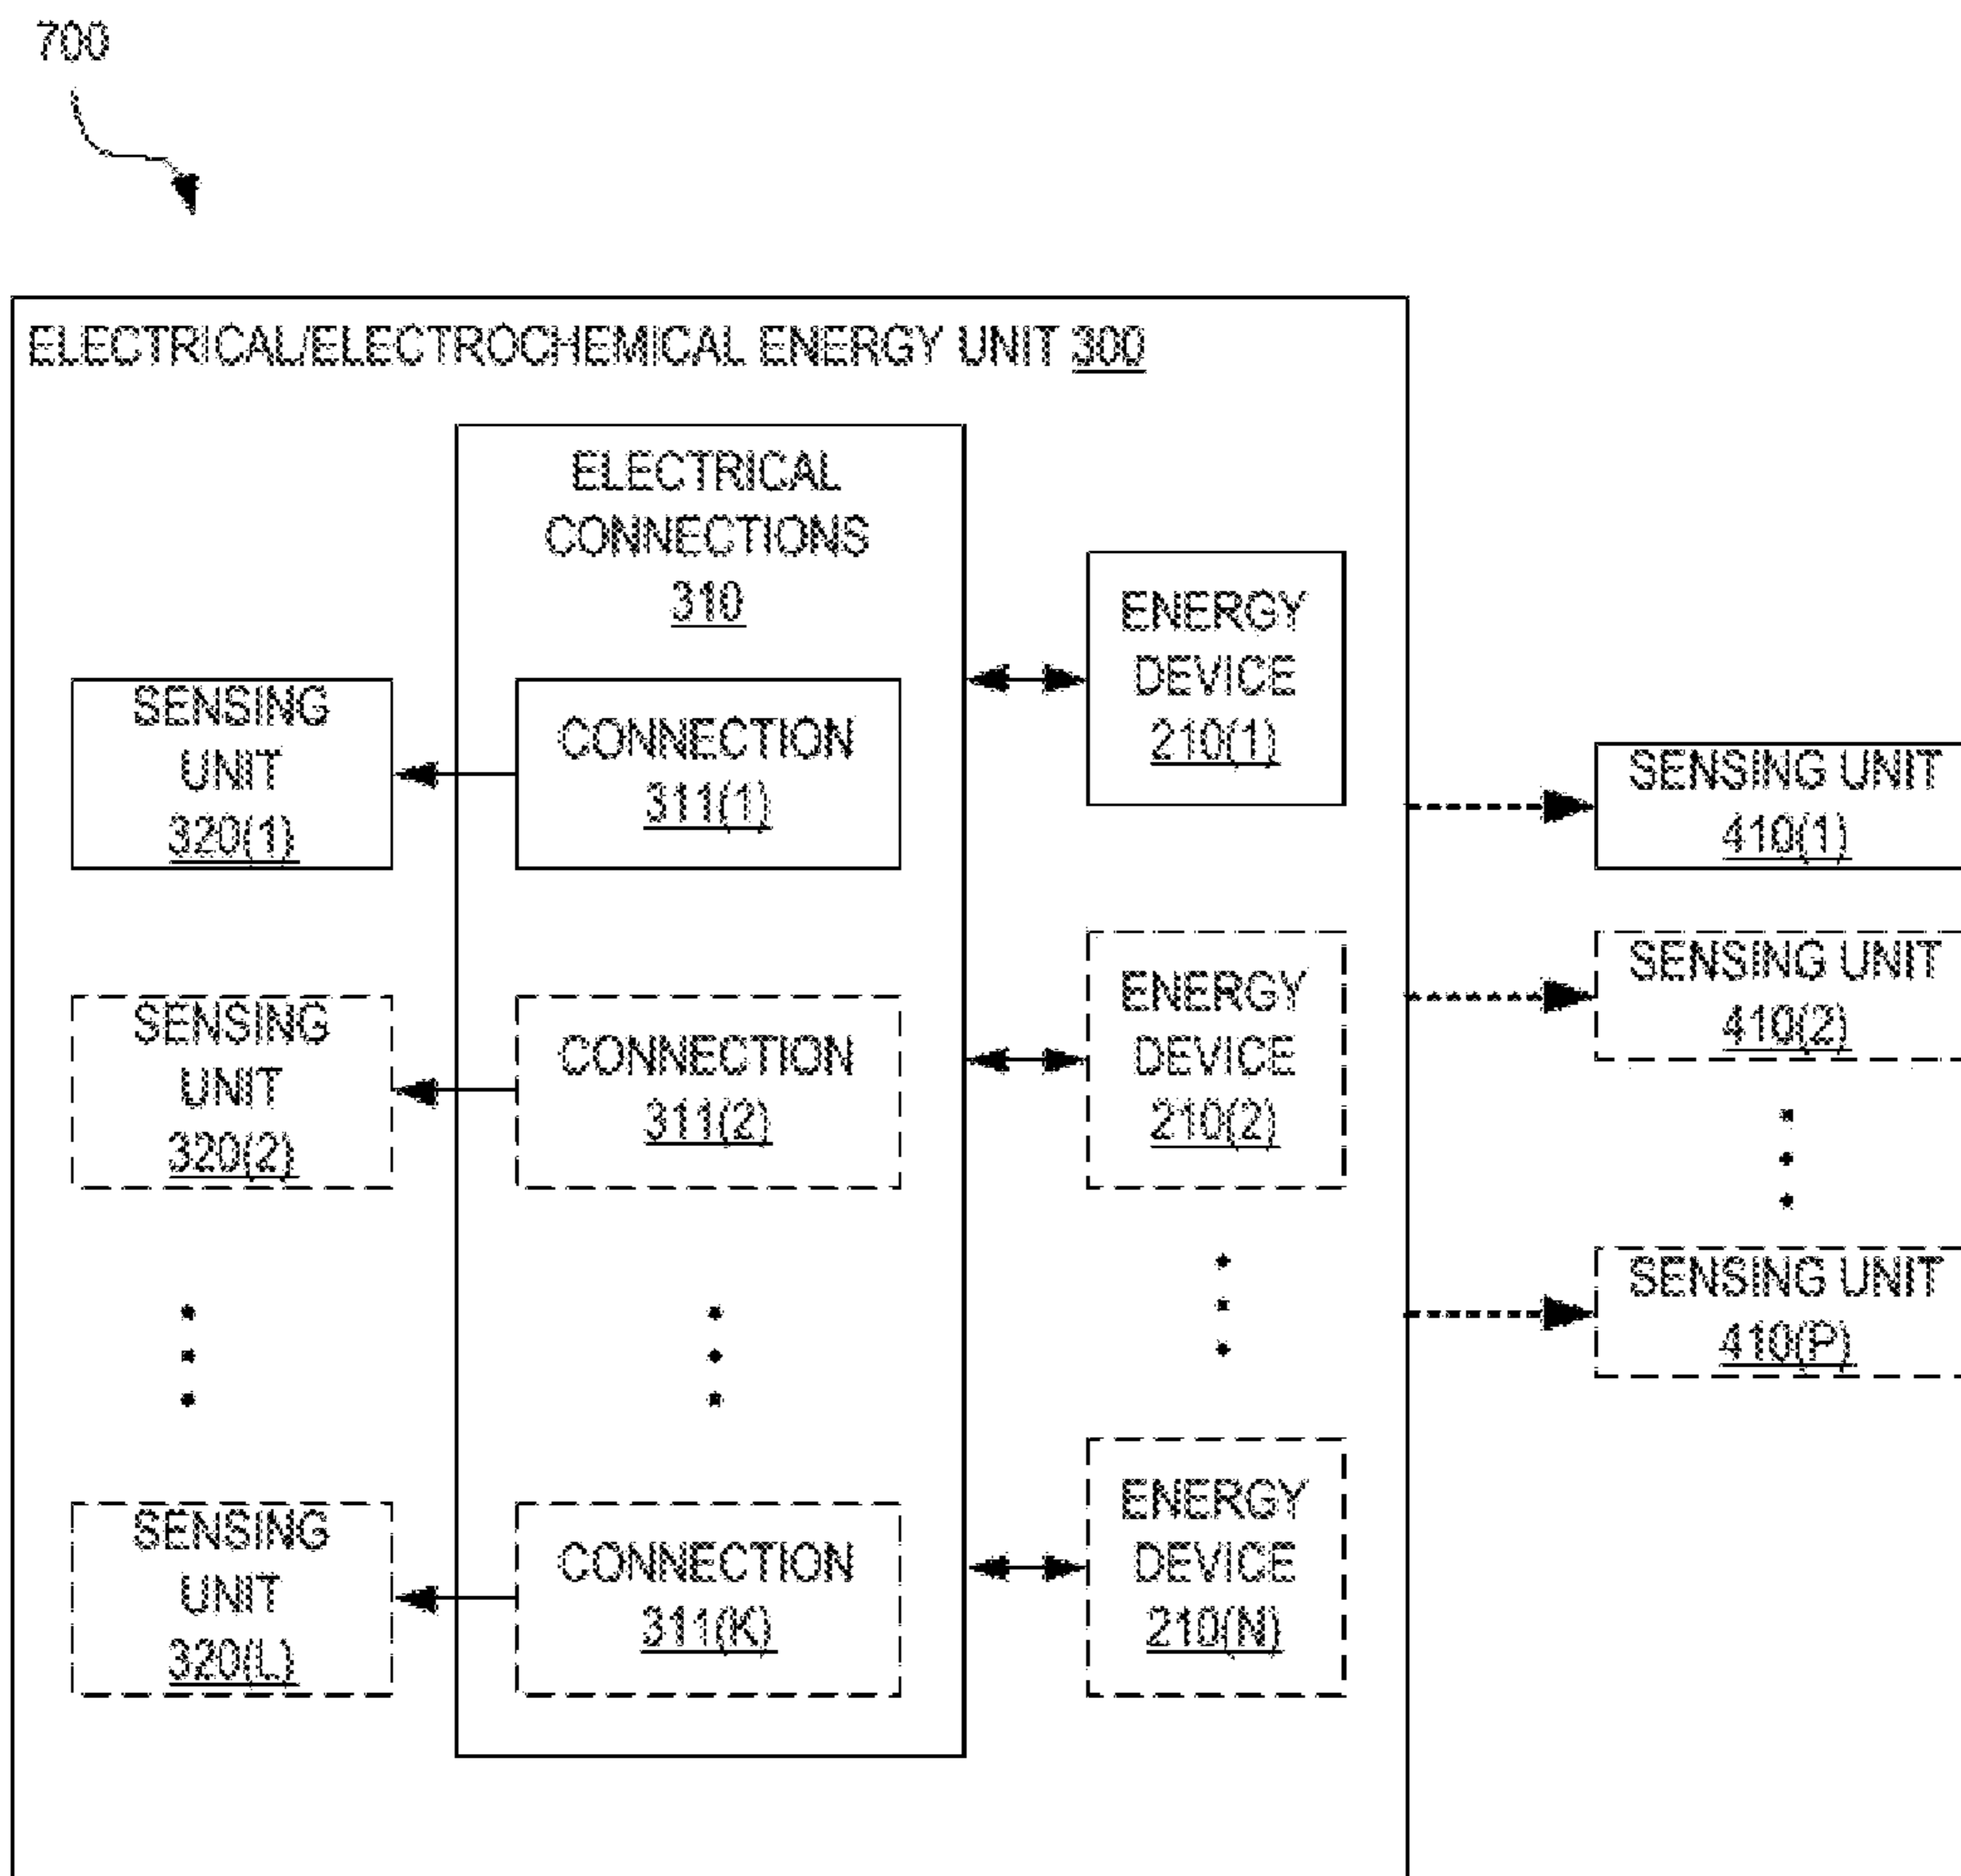 700
ELECTRICAL/ELECTROCHEMICAL ENERGY UNIT 300
ELECTRICAL
CONNECTIONS
310
SENSING
UNIT
320(1)
CONNECTION
311(1)
ENERGY
DEVICE
210(1)
SENSING UNIT
410(1)
SENSING
UNIT
320(2)
CONNECTION
311(2)
ENERGY
DEVICE
210(2)
SENSING UNIT
410(2)
SENSING UNIT
410(P)
SENSING
UNIT
320(L)
CONNECTION
311(K)
ENERGY
DEVICE
210(N)